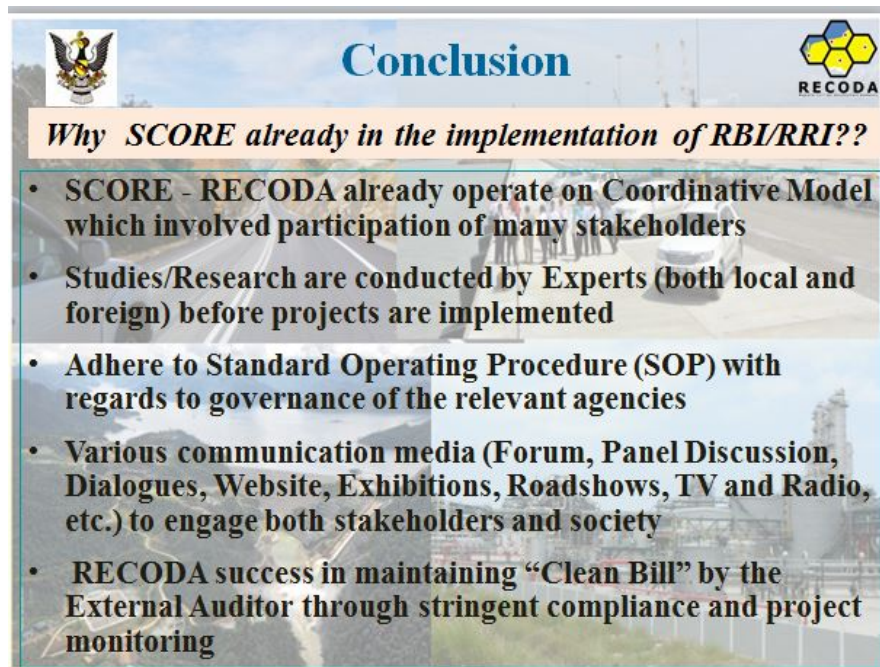 Conclusion
RECODA
Why SCORE already in the implementation of RBI/RRI??
• SCORE - RECODA already operate on Coordinative Model
which involved participation of many stakeholders
• Studies/Research are conducted by Experts (both local and
foreign) before projects are implemented
• Adhere to Standard Operating Procedure (SOP) with
regards to governance of the relevant agencies
• Various communication media (Forum, Panel Discussion,
Dialogues, Website, Exhibitions, Roadshows, TV and Radio,
etc.) to engage both stakeholders and society
• RECODA success in maintaining “Clean Bill” by the
External Auditor through stringent compliance and project
monitoring